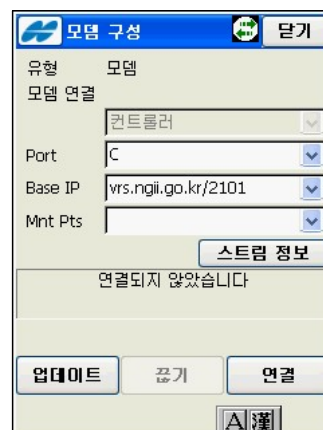 모뎀 구성 닫기
유형 모뎀
모뎀 연결
컨트롤러
Port C
Base IP vrs.ngii.go.kr/2101
Mnt Pts
스트림 정보
연결되지 않았습니다
업데이트 끊기 연결
A 漢